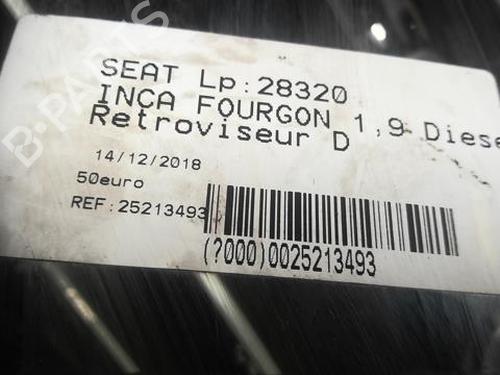 SEAT Lp:28320
INCA FOURGON 1,9 Diese
Retroviseur D
14/12/2018
50euro
REF:25213493
(?000)0025213493
B-PARTS